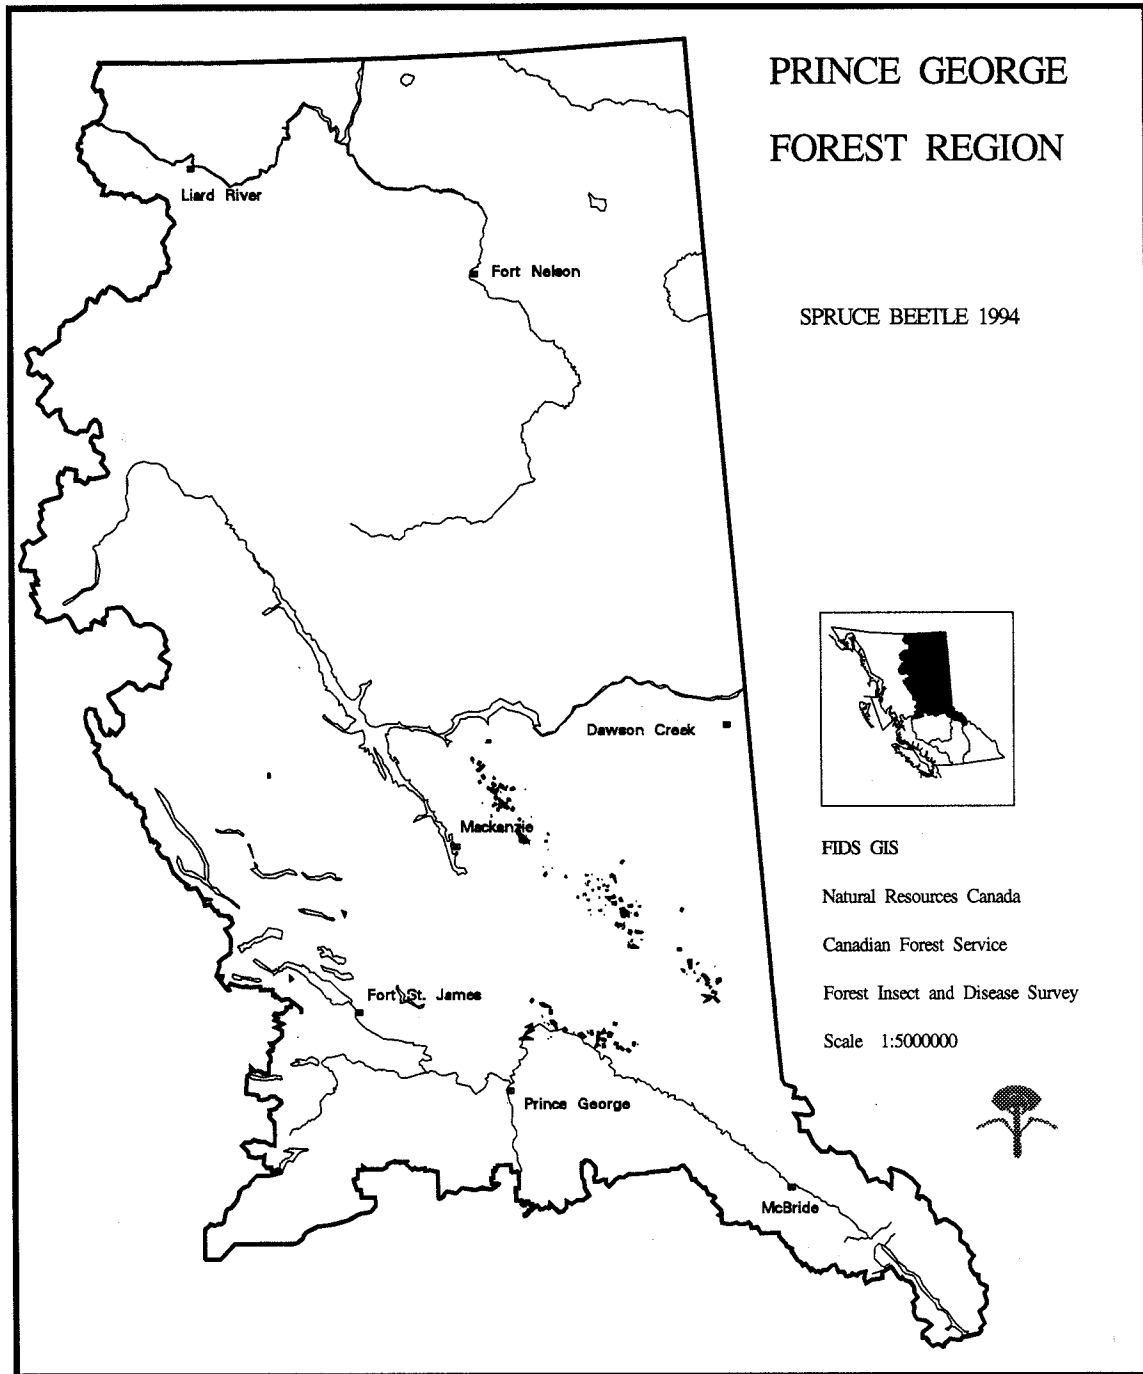 PRINCE GEORGE
FOREST REGION
Liard River
Fort Nelson
SPRUCE BEETLE 1994
Dawson Creek
Mackenzie
FIDS GIS
Natural Resources Canada
Canadian Forest Service
Fort St. James
Forest Insect and Disease Survey
Scale 1:5000000
Prince George
McBride